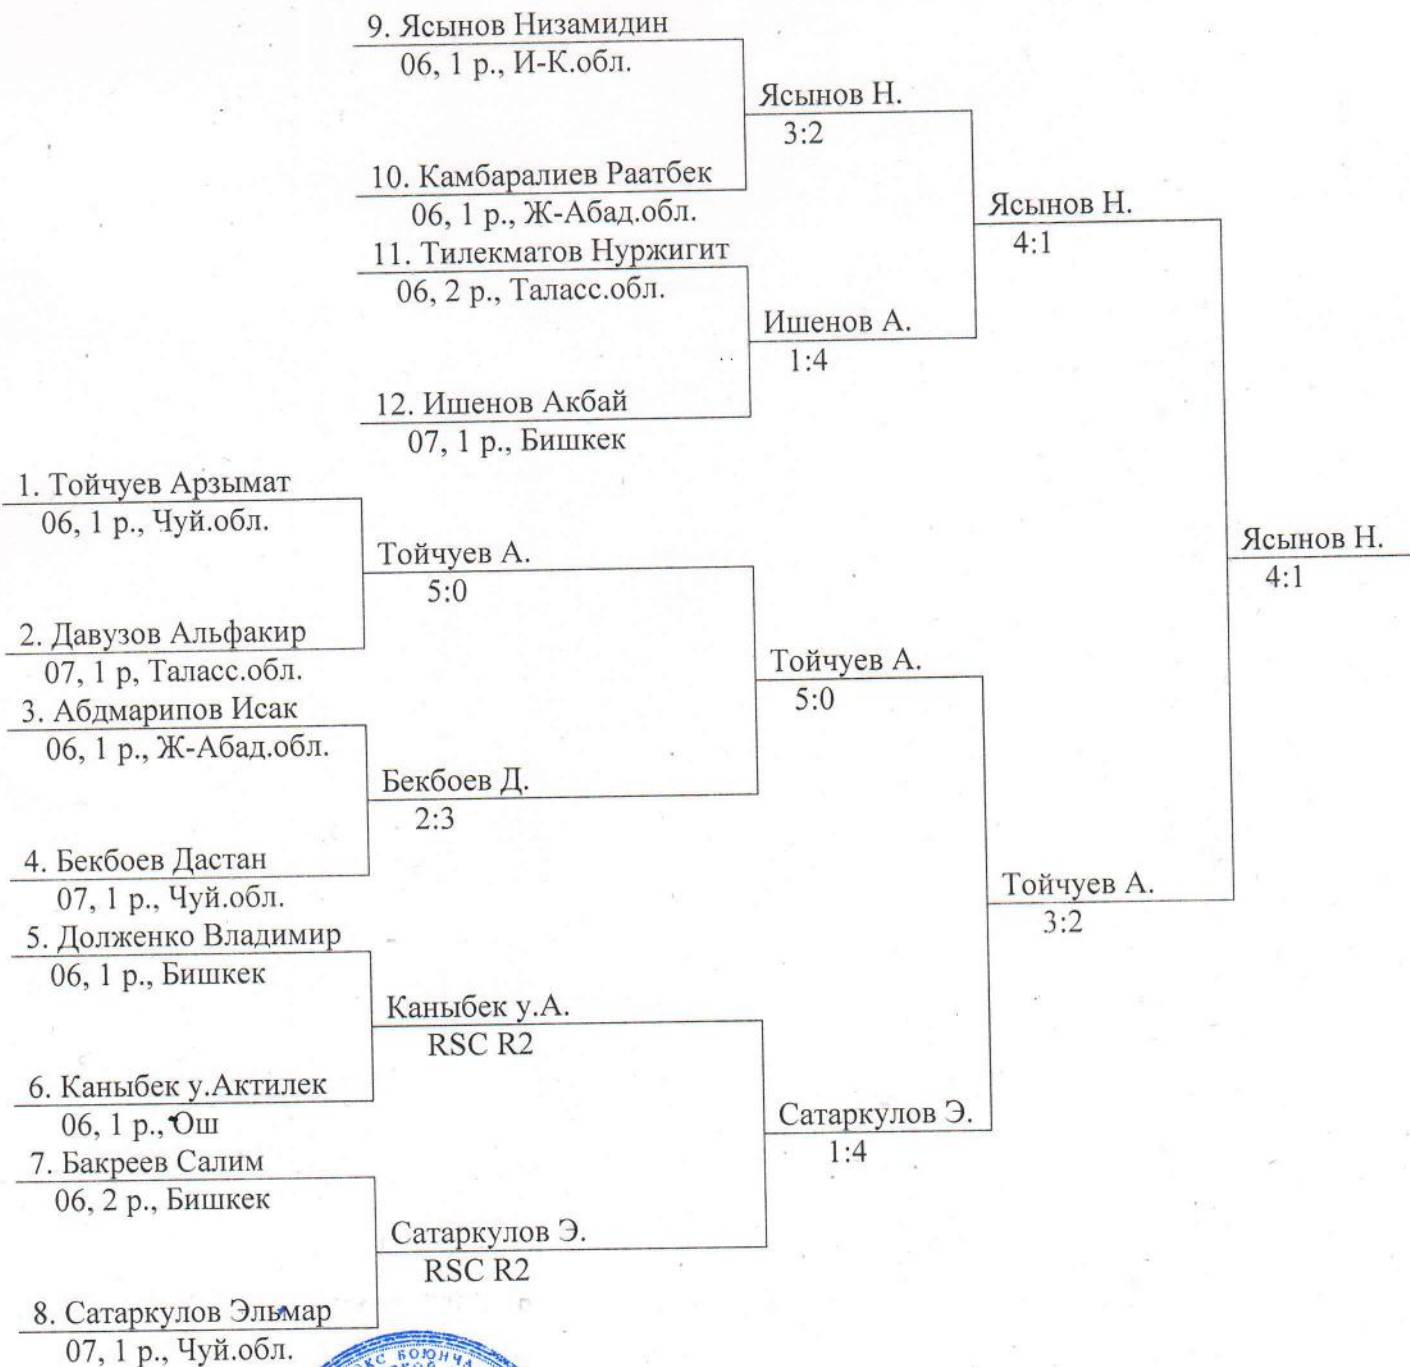 9. Ясынов Низамидин
06, 1 р., И-К.обл.
Ясынов Н.
3:2
10. Камбаралиев Раатбек
06, 1 р., Ж-Абад.обл.
Ясынов Н.
4:1
11. Тилекматов Нуржигит
06, 2 р., Таласс.обл.
Ишенов А.
1:4
12. Ишенов Акбай
07, 1 р., Бишкек
1. Тойчуев Арзымат
06, 1 р., Чуй.обл.
Тойчуев А.
5:0
Ясынов Н.
4:1
2. Давузов Альфакир
07, 1 р, Таласс.обл.
Тойчуев А.
5:0
3. Абдмарипов Исак
06, 1 р., Ж-Абад.обл.
Бекбоев Д.
2:3
4. Бекбоев Дастан
07, 1 р., Чуй.обл.
Тойчуев А.
3:2
5. Долженко Владимир
06, 1 р., Бишкек
Каныбек у.А.
RSC R2
6. Каныбек у.Актилек
06, 1 р., Ош
Сатаркулов Э.
1:4
7. Бакреев Салим
06, 2 р., Бишкек
Сатаркулов Э.
RSC R2
8. Сатаркулов Эльмар
07, 1 р., Чуй.обл.
БОЮНЧА